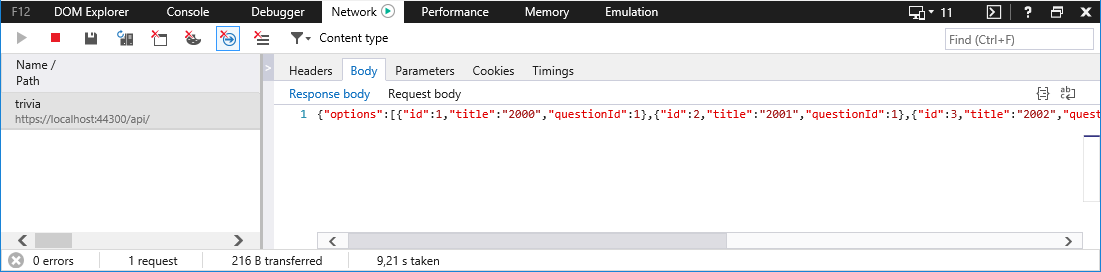 F12 DOM Explorer Console Debugger Network Performance Memory Emulation 11 ?
Content type Find (Ctrl+F)
Name /
Path
Headers Body Parameters Cookies Timings
Response body Request body
trivia
https://localhost:44300/api/
1 {"options":[{"id":1,"title":"2000","questionId":1},{"id":2,"title":"2001","questionId":1},{"id":3,"title":"2002","quest
0 errors 1 request 216 B transferred 9,21 s taken